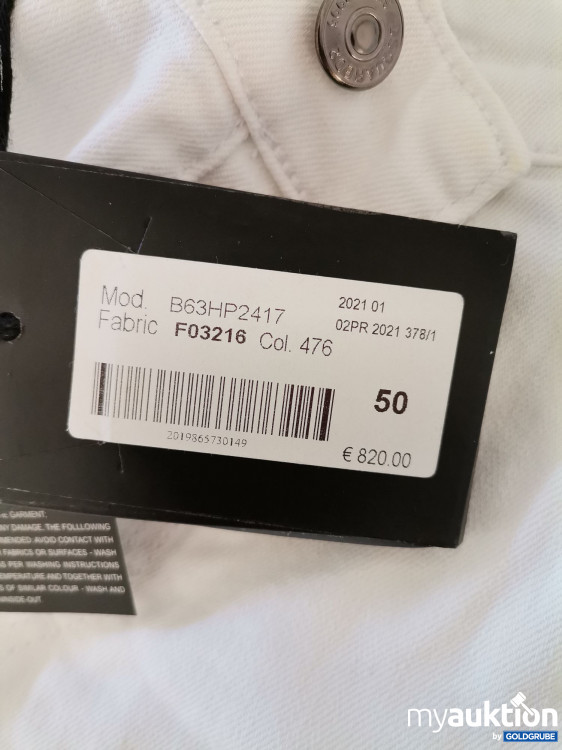 Mod. B63HP2417
Fabric F03216 Col. 476
2021 01
02PR 2021 378/1
50
2019865730149
€ 820.00
GARMENT.
ANY DAMAGE. THE FOLLLOWING
AVOID CONTACT WITH
FABRICS OR SURFACES - WASH
PER WASHING INSTRUCTIONS
TEMPERATURE AND TOGETHER WITH
OF SIMILAR COLOUR - WASH AND
INSIDE-OUT
myauktion
by GOLDGRUBE